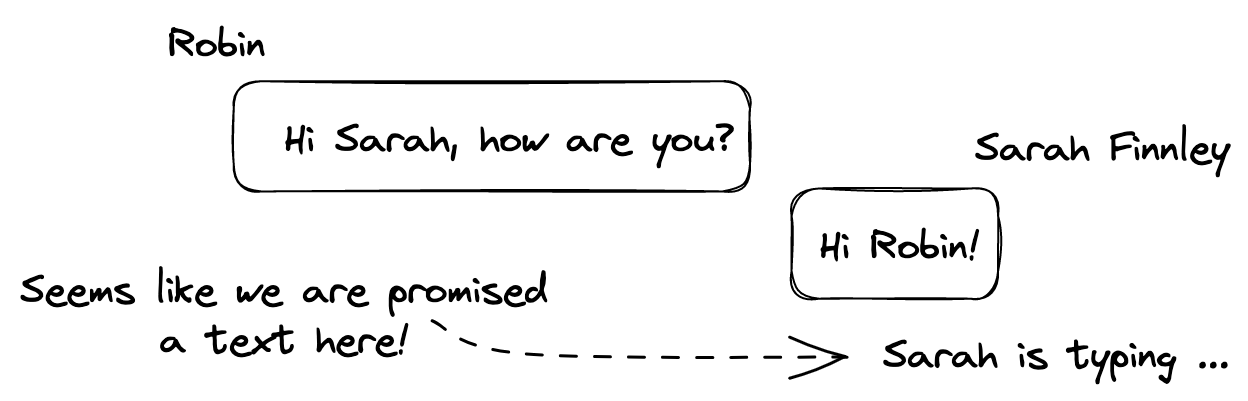 Robin
Hi Sarah, how are you?
Sarah Finnley
Hi Robin!
Seems like we are promised
a text here!
Sarah is typing ...